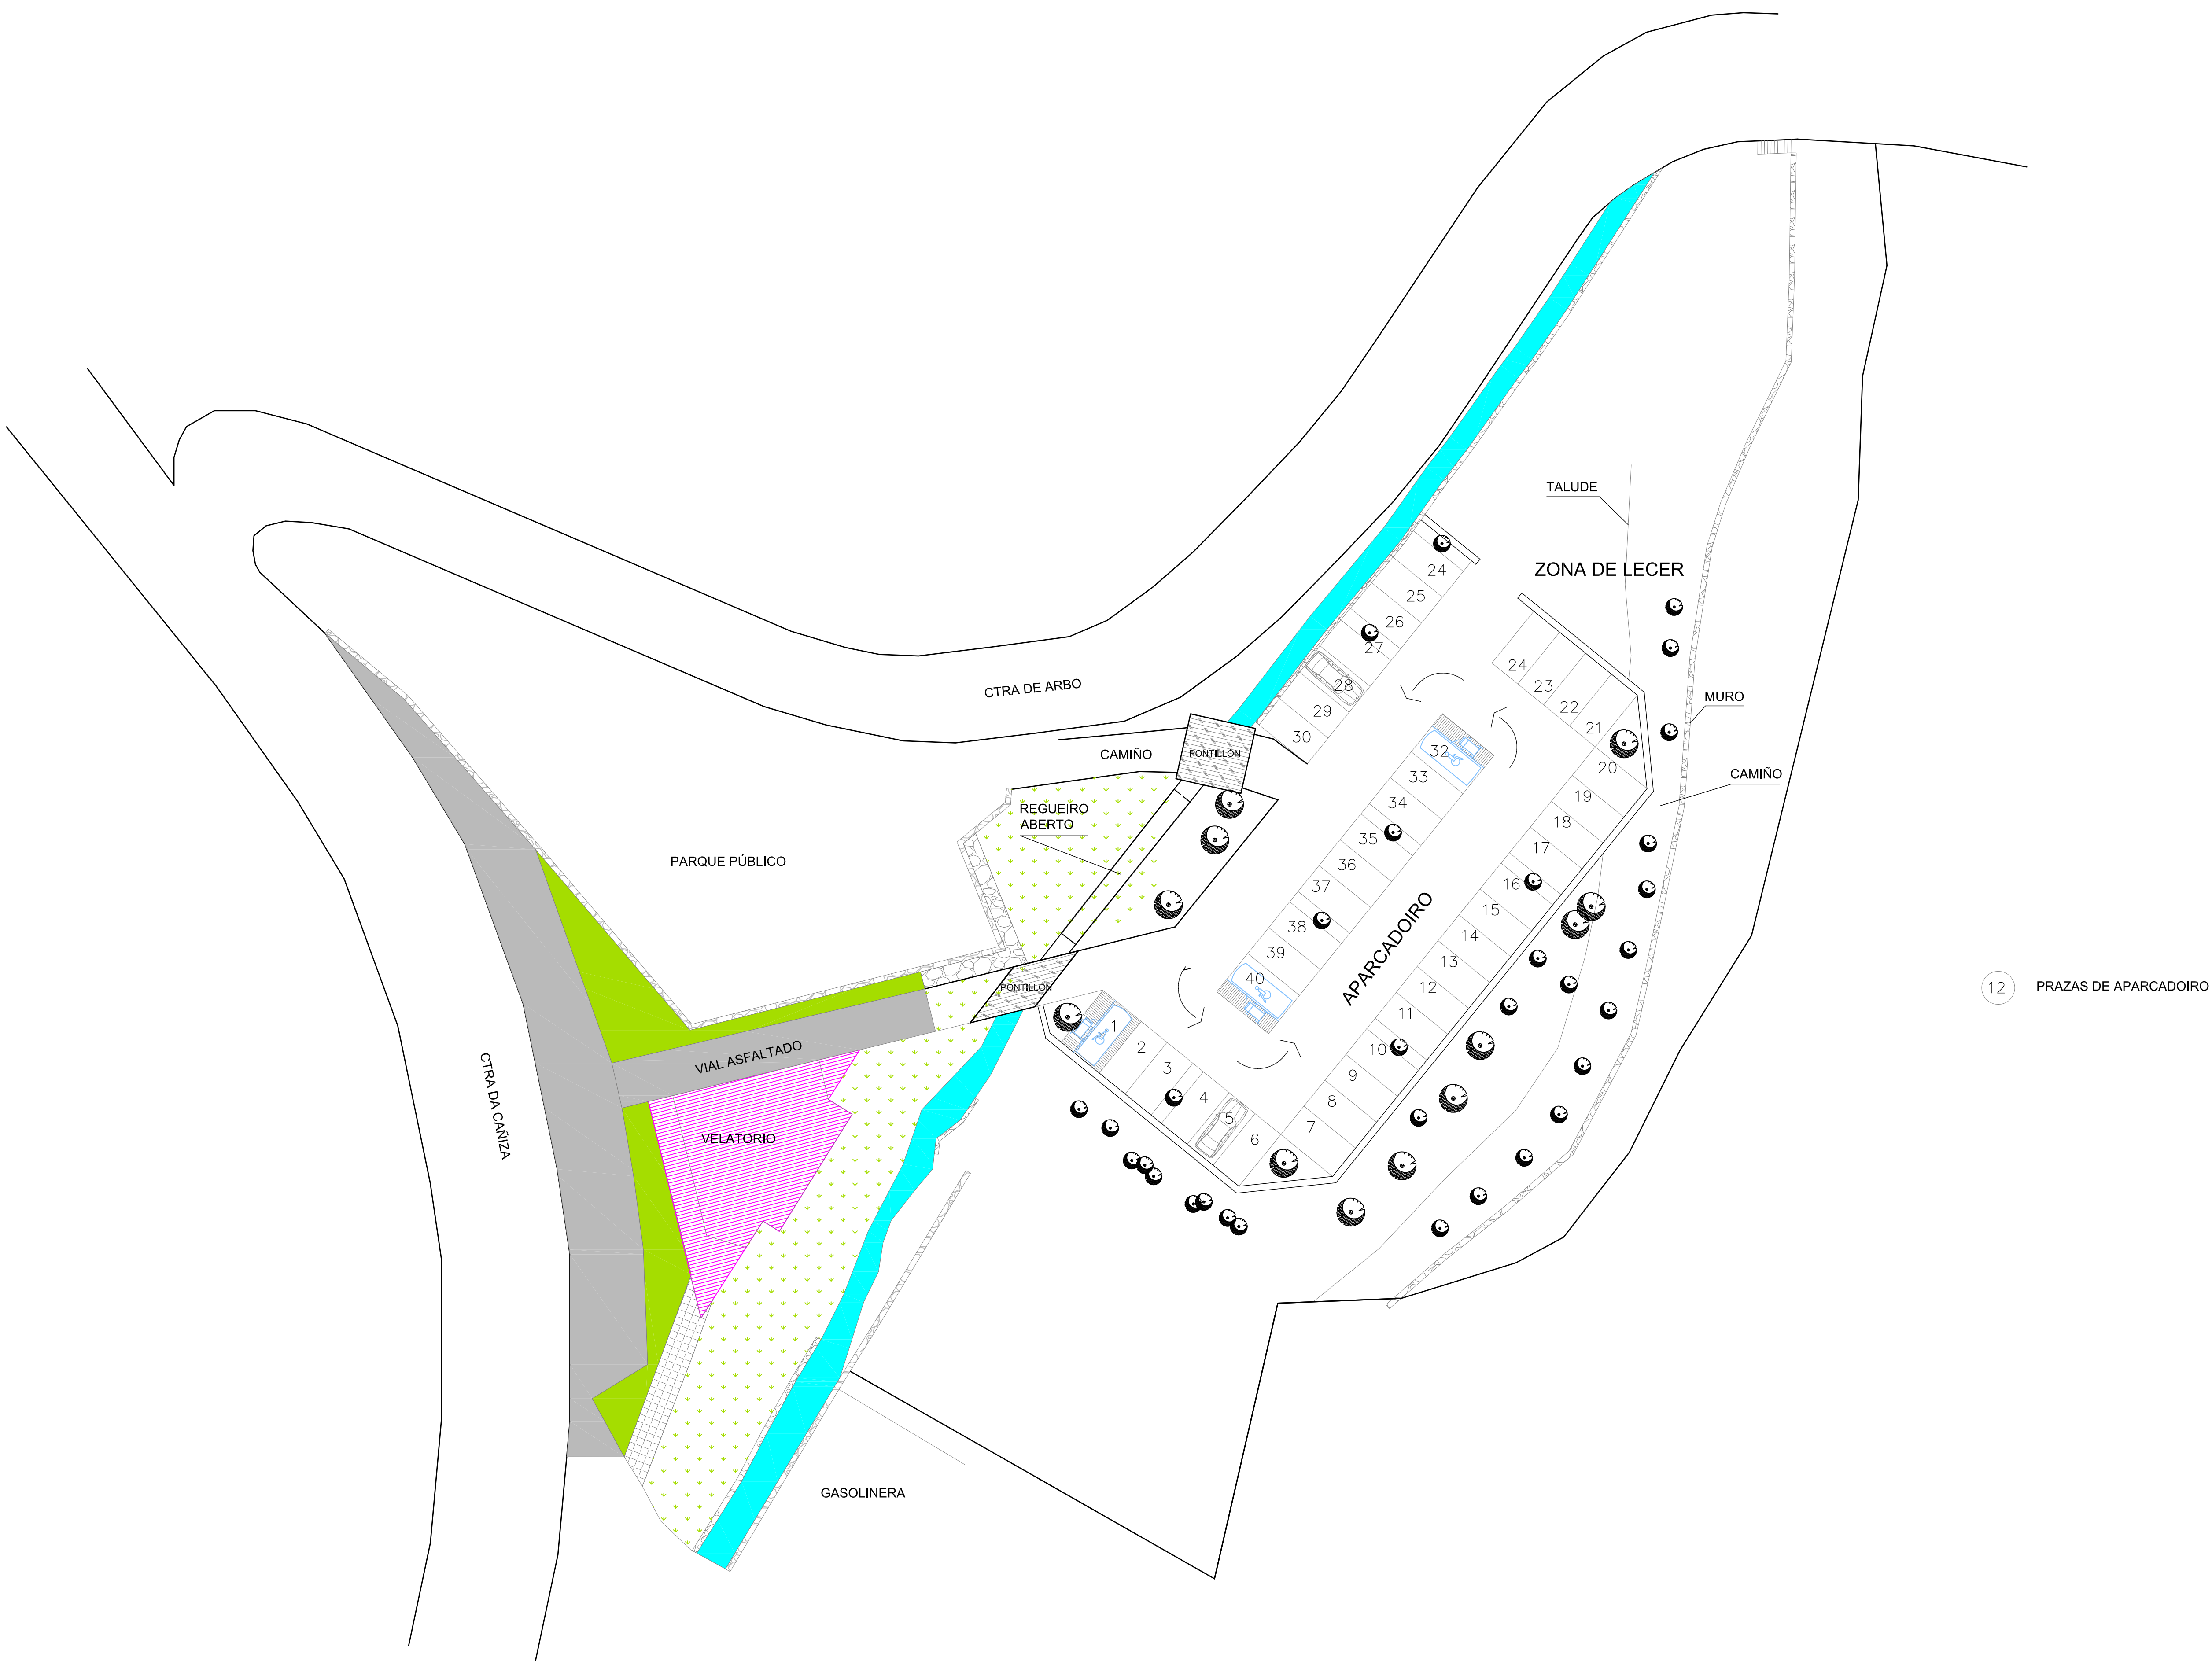 TALUDE
ZONA DE LECER
24
25
26
27
28
29
30
24
23
22
21
20
19
18
17
16
15
14
13
12
11
10
9
8
7
6
5
4
3
2
1
32
33
34
35
36
37
38
39
40
APARCADOIRO
MURO
CAMIÑO
CTRA DE ARBO
CAMIÑO
PONTILLÓN
REGUEIRO
ABERTO
PARQUE PÚBLICO
PONTILLÓN
VIAL ASFALTADO
CTRA DA CAÑIZA
VELATORIO
GASOLINERA
12 PRAZAS DE APARCADOIRO